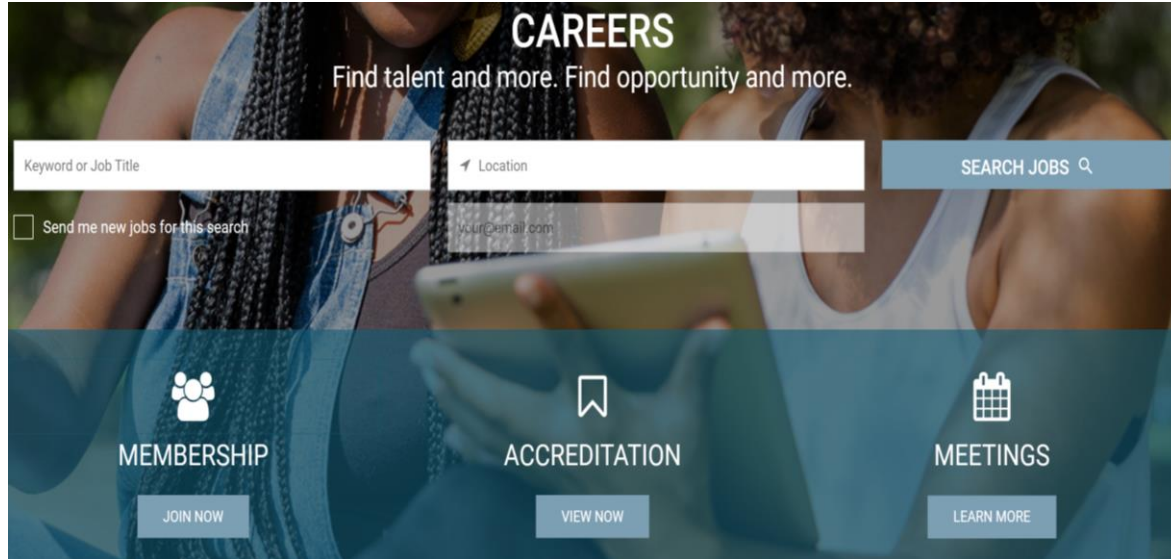 CAREERS
Find talent and more. Find opportunity and more.
Keyword or Job Title
Location
SEARCH JOBS
Send me new jobs for this search
your@email.com
MEMBERSHIP
ACCREDITATION
MEETINGS
JOIN NOW
VIEW NOW
LEARN MORE